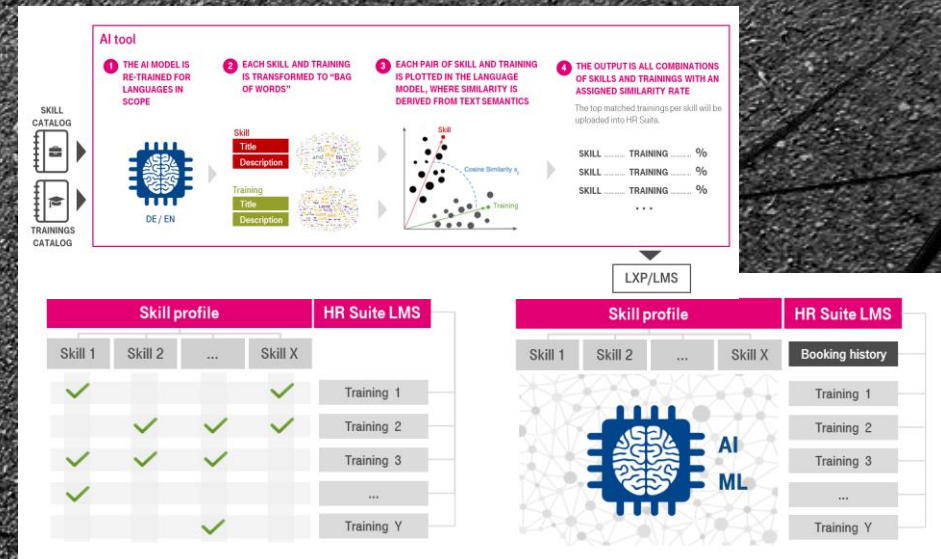 AI tool
1 THE AI MODEL IS
RE-TRAINED FOR
LANGUAGES IN
SCOPE
2 EACH SKILL AND TRAINING
IS TRANSFORMED TO “BAG
OF WORDS”
3 EACH PAIR OF SKILL AND TRAINING
IS PLOTTED IN THE LANGUAGE
MODEL, WHERE SIMILARITY IS
DERIVED FROM TEXT SEMANTICS
4 THE OUTPUT IS ALL COMBINATIONS
OF SKILLS AND TRAININGS WITH AN
ASSIGNED SIMILARITY RATE
The top matched trainings per skill will be
uploaded into HR Suite.
SKILL
CATALOG
TRAININGS
CATALOG
DE / EN
Skill
Title
Description
and
Training
Title
Description
Skill
Cosine Similarity
Training
SKILL ......... TRAINING ......... %
SKILL ......... TRAINING ......... %
SKILL ......... TRAINING ......... %
...
LXP/LMS
Skill profile
HR Suite LMS
Skill 1
Skill 2
...
Skill X
Training 1
Training 2
Training 3
...
Training Y
Skill profile
HR Suite LMS
Skill 1
Skill 2
...
Skill X
Booking history
AI
ML
Training 1
Training 2
Training 3
...
Training Y